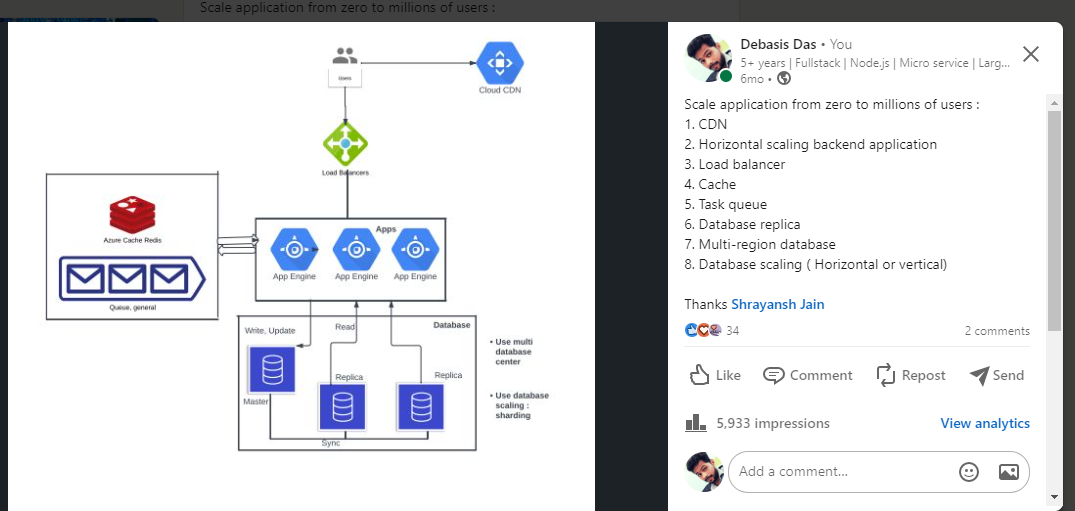 Scale application from zero to millions of users :
Users
Cloud CDN
Load Balancers
Apps
Azure Cache Redis
App Engine
App Engine
App Engine
Queue, general
Database
Write, Update
Read
Master
Replica
Replica
Sync
• Use multi
database
center
• Use database
scaling :
sharding
Debasis Das • You
5+ years | Fullstack | Node.js | Micro service | Larg...
6mo •
Scale application from zero to millions of users :
1. CDN
2. Horizontal scaling backend application
3. Load balancer
4. Cache
5. Task queue
6. Database replica
7. Multi-region database
8. Database scaling ( Horizontal or vertical)
Thanks Shrayansh Jain
34
2 comments
Like
Comment
Repost
Send
5,933 impressions
View analytics
Add a comment...